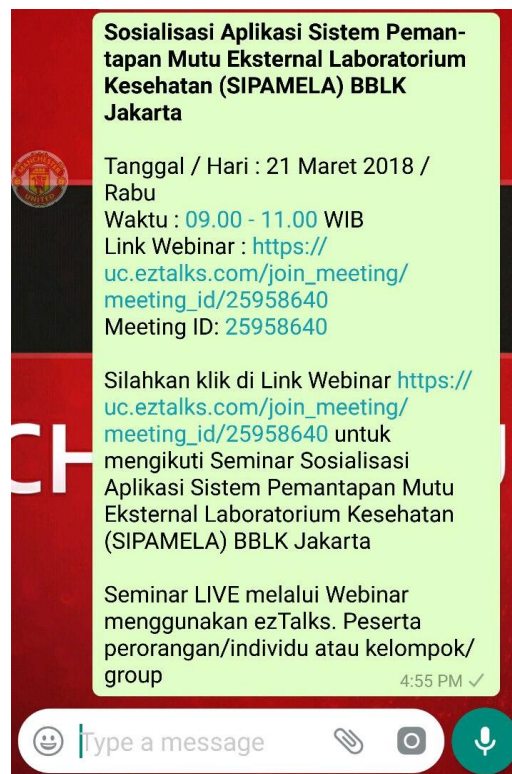 Sosialisasi Aplikasi Sistem Peman-
tapan Mutu Eksternal Laboratorium
Kesehatan (SIPAMELA) BBLK
Jakarta
Tanggal / Hari : 21 Maret 2018 /
Rabu
Waktu : 09.00 - 11.00 WIB
Link Webinar : https://
uc.eztalks.com/join_meeting/
meeting_id/25958640
Meeting ID: 25958640
Silahkan klik di Link Webinar https://
uc.eztalks.com/join_meeting/
meeting_id/25958640 untuk
mengikuti Seminar Sosialisasi
Aplikasi Sistem Pemantapan Mutu
Eksternal Laboratorium Kesehatan
(SIPAMELA) BBLK Jakarta
Seminar LIVE melalui Webinar
menggunakan ezTalks. Peserta
perorangan/individu atau kelompok/
group
4:55 PM
MANCHESTER
UNITED
CH
Type a message